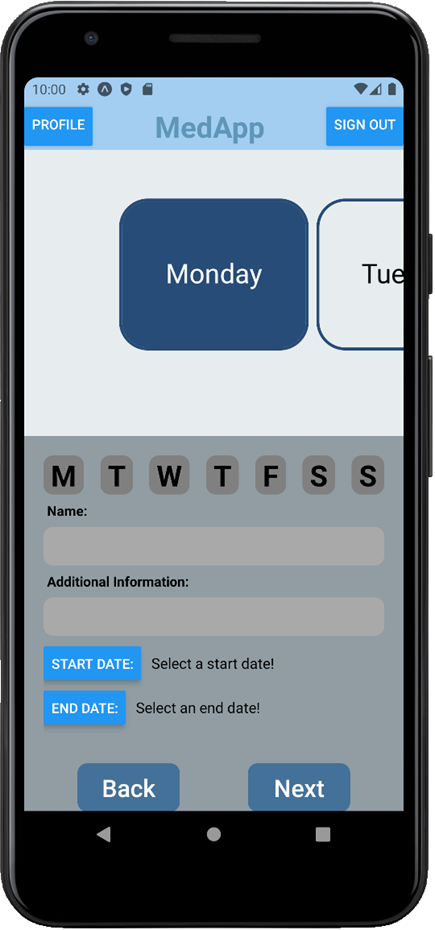 10:00
PROFILE MedApp SIGN OUT
Monday Tue
M T W T F S S
Name:
Additional Information:
START DATE: Select a start date!
END DATE: Select an end date!
Back Next